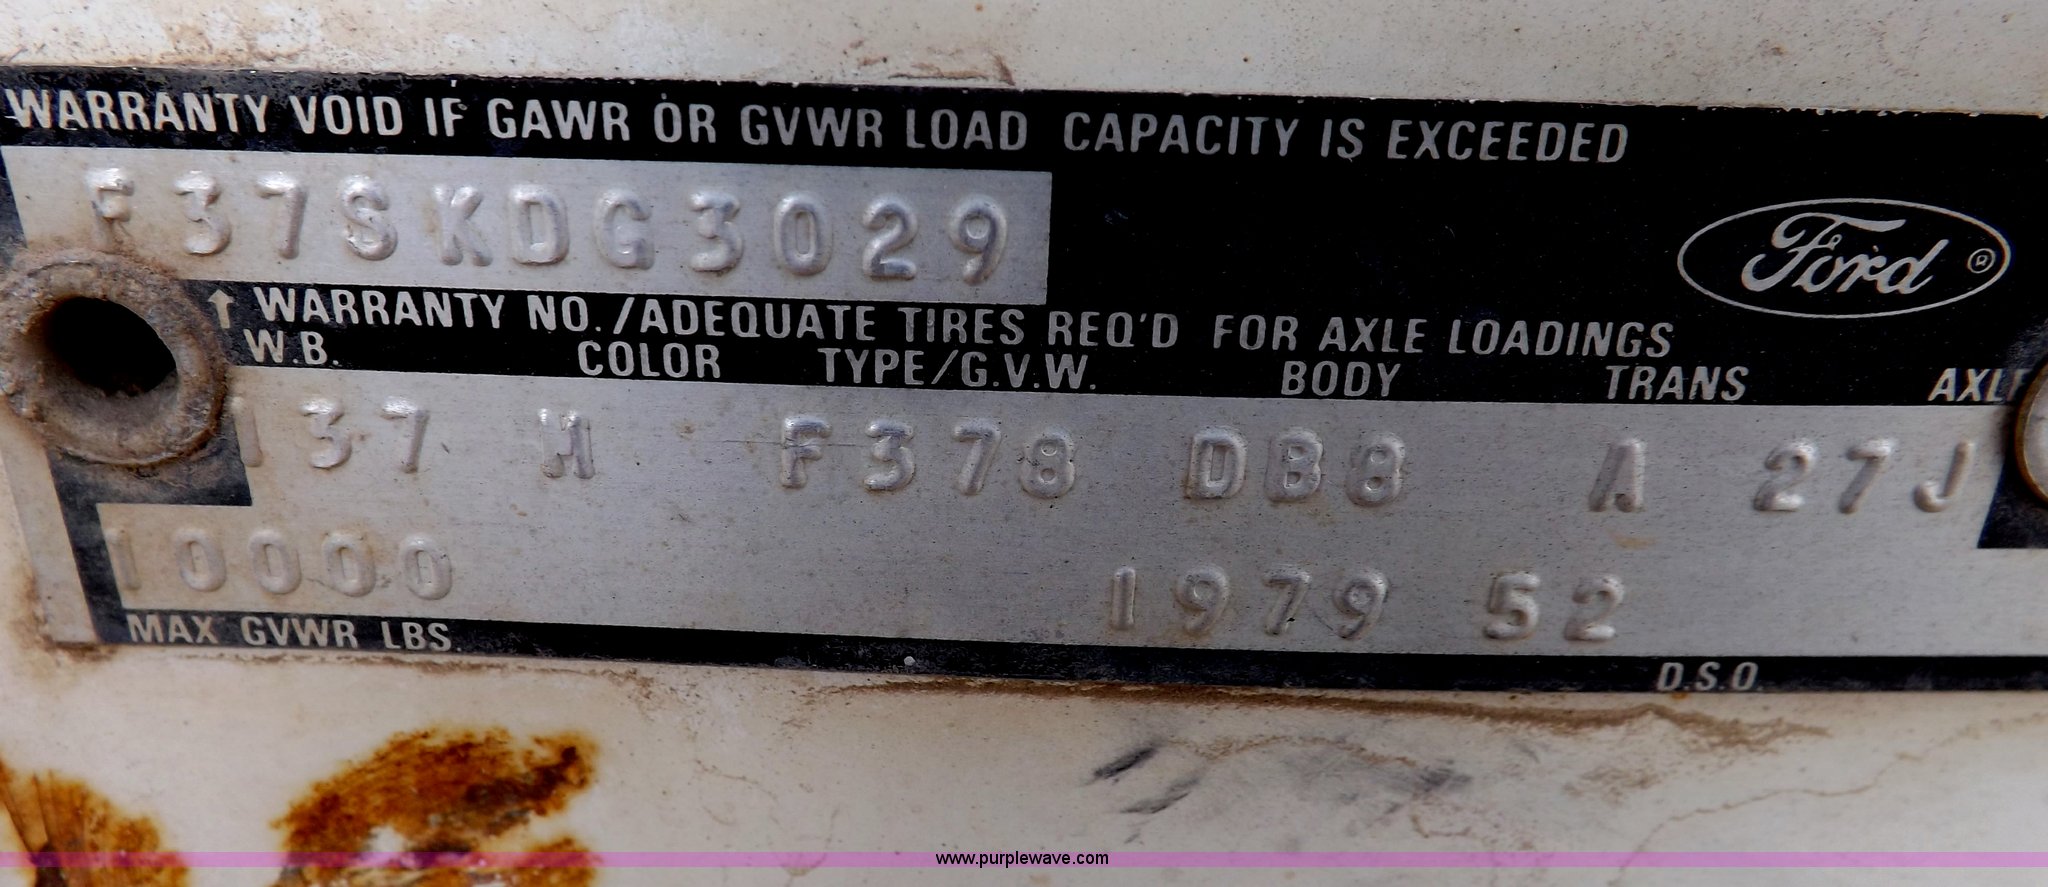 WARRANTY VOID IF GAWR OR GVWR LOAD CAPACITY IS EXCEEDED
F37SKDG3029
Ford ®
↑ WARRANTY NO./ADEQUATE TIRES REQ'D FOR AXLE LOADINGS
W.B. COLOR TYPE/G.V.W. BODY TRANS AXLE
137 M F378 DB8 A 27J
10000 1979 52
MAX GVWR LBS. D.S.O.
www.purplewave.com